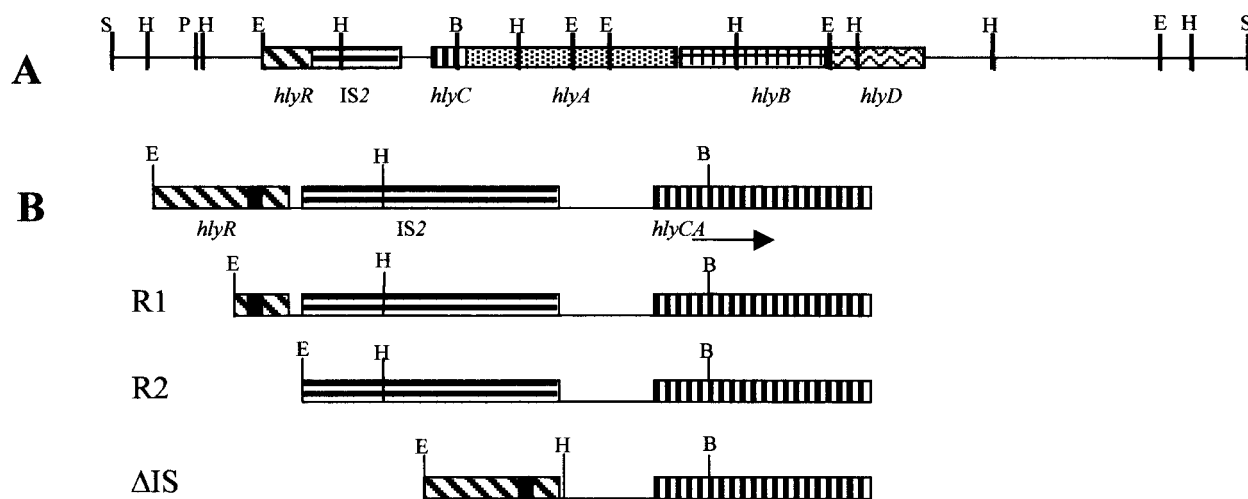 S H P H E H B H E E H E H H E H S
A
hlyR IS2 hlyC hlyA hlyB hlyD
E H B
B
hlyR IS2 hlyCA
E H B
R1
E H B
R2
E H B
ΔIS